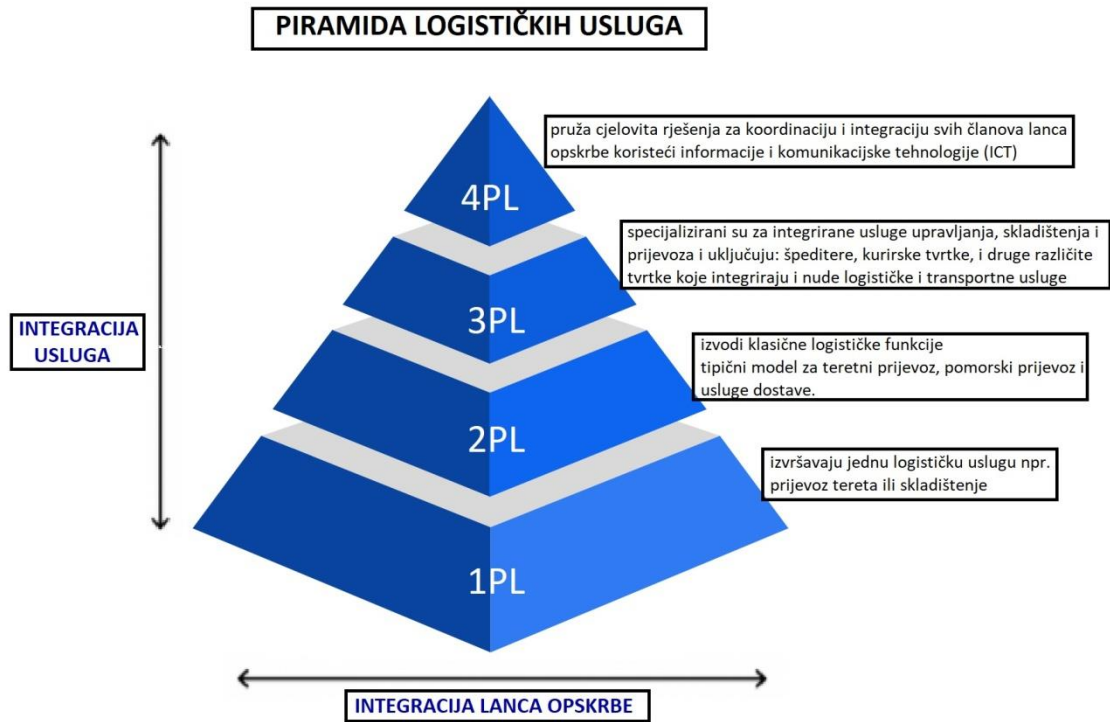 PIRAMIDA LOGISTIČKIH USLUGA
pruža cjelovita rješenja za koordinaciju i integraciju svih članova lanca
opskrbe koristeći informacije i komunikacijske tehnologije (ICT)
4PL
specijalizirani su za integrirane usluge upravljanja, skladištenja i
prijevoza i uključuju: špeditere, kurirske tvrtke, i druge različite
tvrtke koje integriraju i nude logističke i transportne usluge
3PL
INTEGRACIJA
USLUGA
izvodi klasične logističke funkcije
tipični model za teretni prijevoz, pomorski prijevoz i
usluge dostave.
2PL
izvršavaju jednu logističku uslugu npr.
prijevoz tereta ili skladištenje
1PL
INTEGRACIJA LANCA OPSKRBE